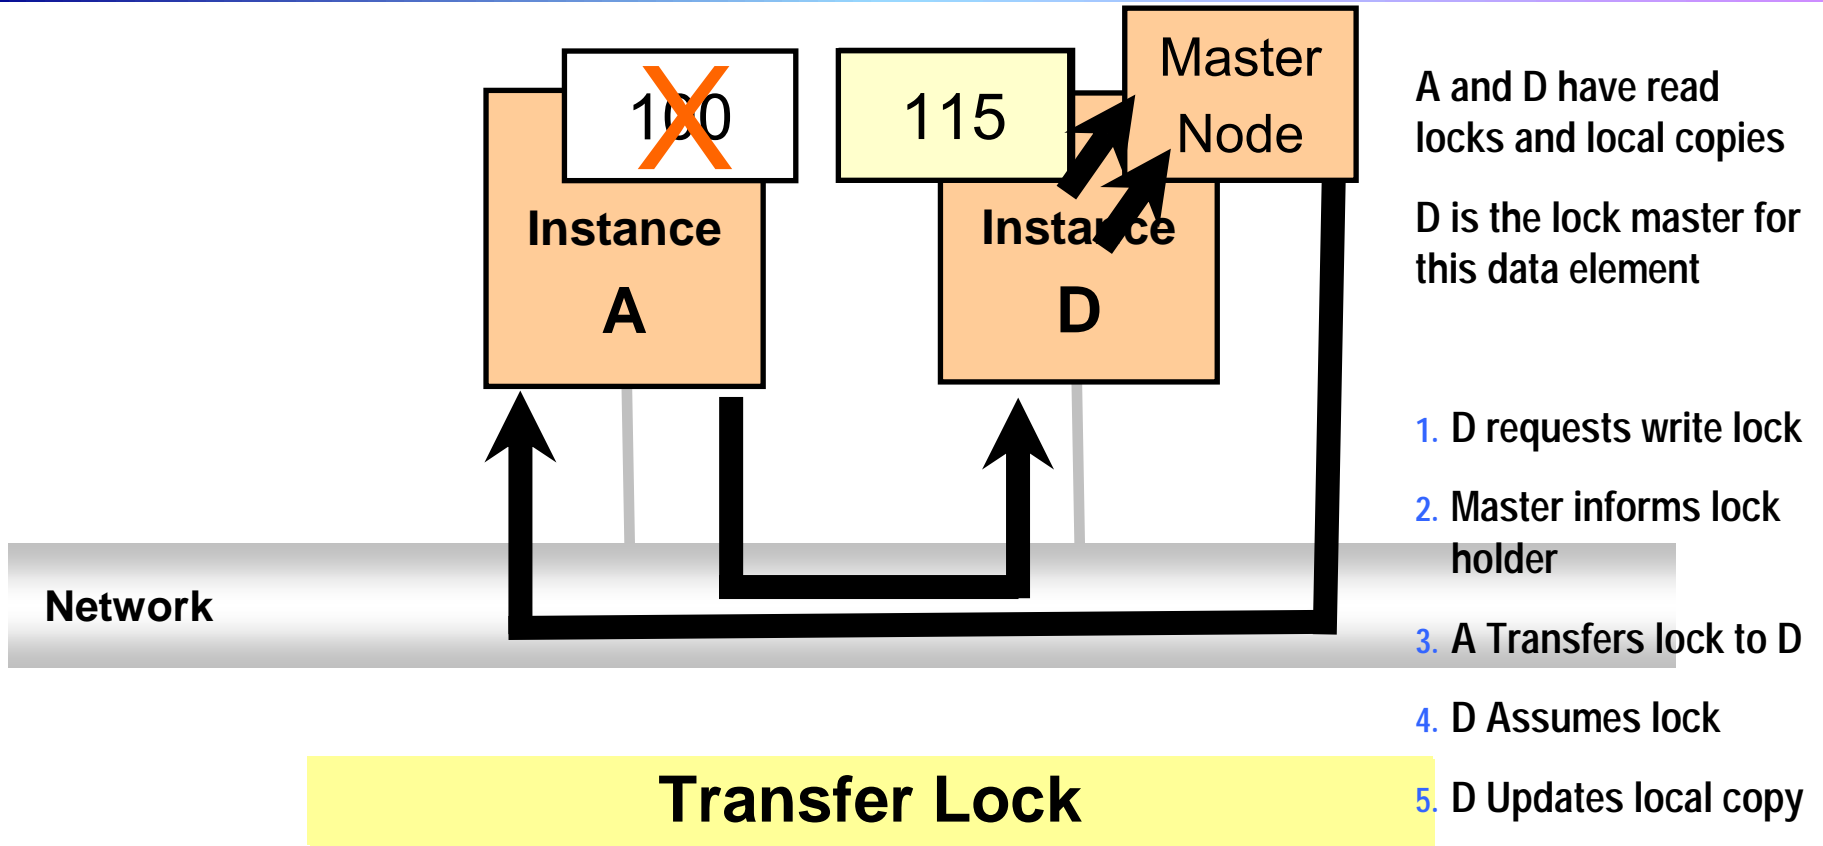 100
X
115
Master
Node
Instance
A
Instance
D
Network
Transfer Lock
A and D have read
locks and local copies
D is the lock master for
this data element
1. D requests write lock
2. Master informs lock
holder
3. A Transfers lock to D
4. D Assumes lock
5. D Updates local copy